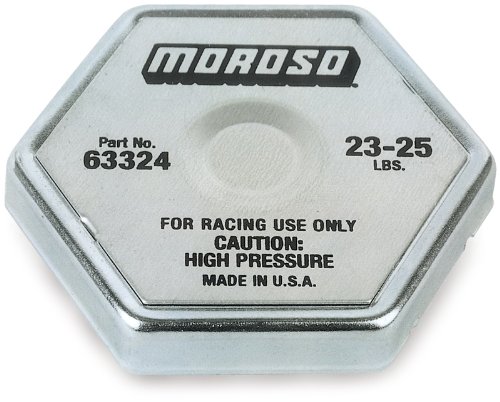 MOROSO
Part No.
63324
23-25
LBS.
FOR RACING USE ONLY
CAUTION:
HIGH PRESSURE
MADE IN U.S.A.